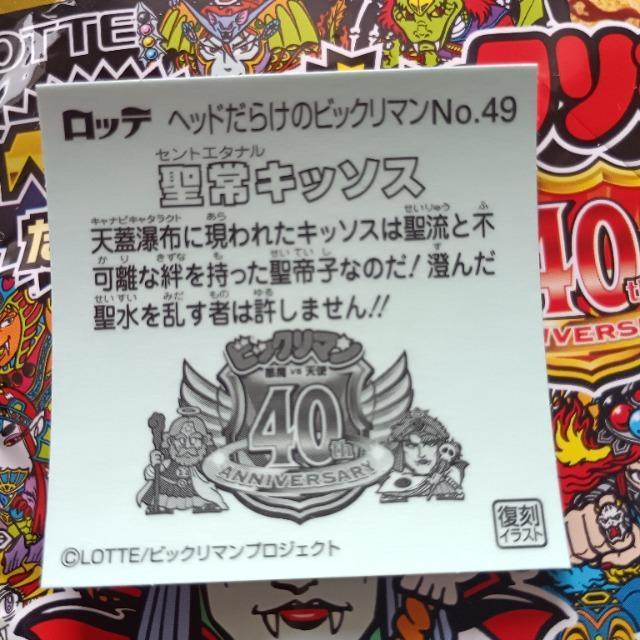 LOTTE
ロッテ ヘッドだらけのビックリマンNo.49
セントエタナル
聖常キッソス
キャナピキャタラクト あら せいりゅう ふ
天蓋瀑布に現われたキッソスは聖流と不
かり きずな も せいてい し す
可離な絆を持った聖帝子なのだ! 澄んだ
せいすい みだ もの ゆる
聖水を乱す者は許しません!!
ビックリマン
悪魔 VS 天使
40th
ANNIVERSARY
復刻
イラスト
©LOTTE/ビックリマンプロジェクト
40th
ANNIVERSARY